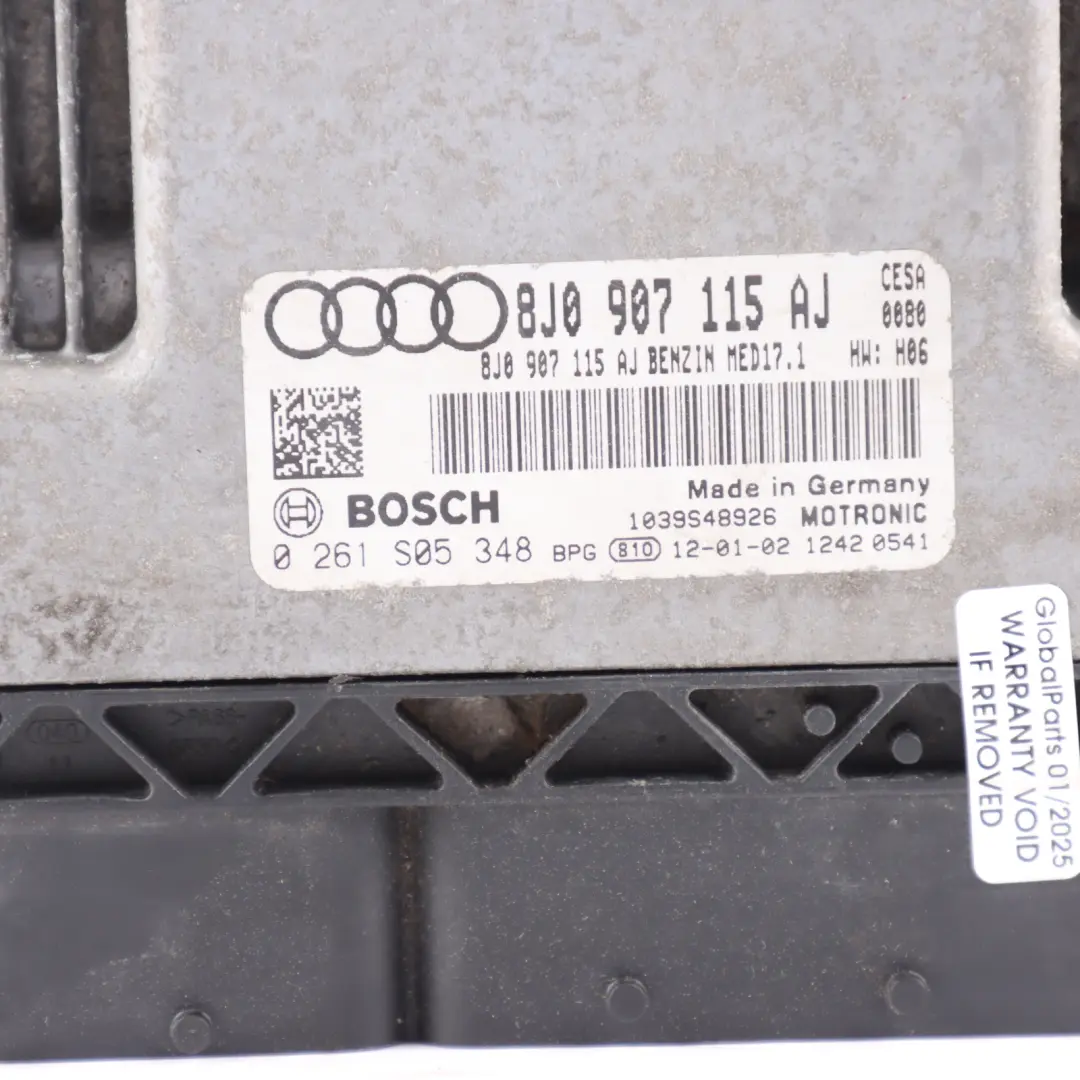 8J0 907 115 AJ CESA
0080
8J0 907 115 AJ BENZIN MED17.1 HW: H06
Made in Germany
BOSCH 1039S48926 MOTRONIC
0 261 S05 348 BPG 810 12-01-02 1242 0541
GlobalParts 01/2025
WARRANTY VOID
IF REMOVED